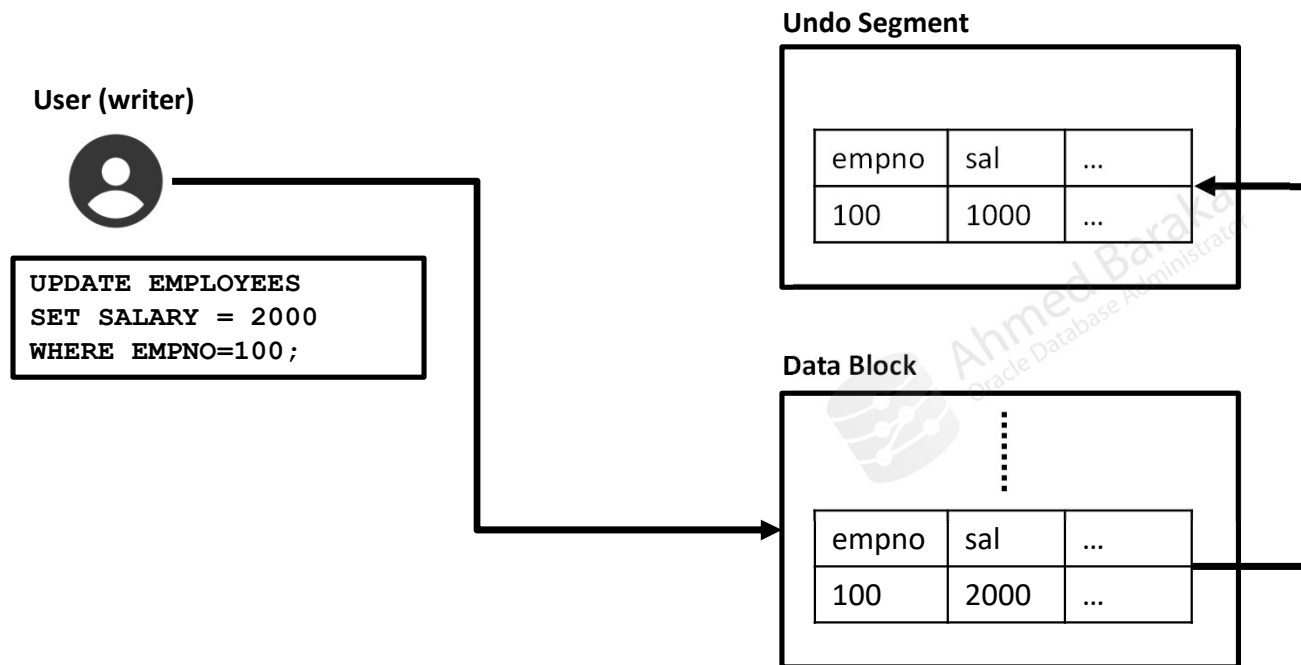 Undo Segment
User (writer)
empno sal ...
100 1000 ...
UPDATE EMPLOYEES
SET SALARY = 2000
WHERE EMPNO=100;
Ahmed Baraka
Oracle Database Administrator
Data Block
empno sal ...
100 2000 ...